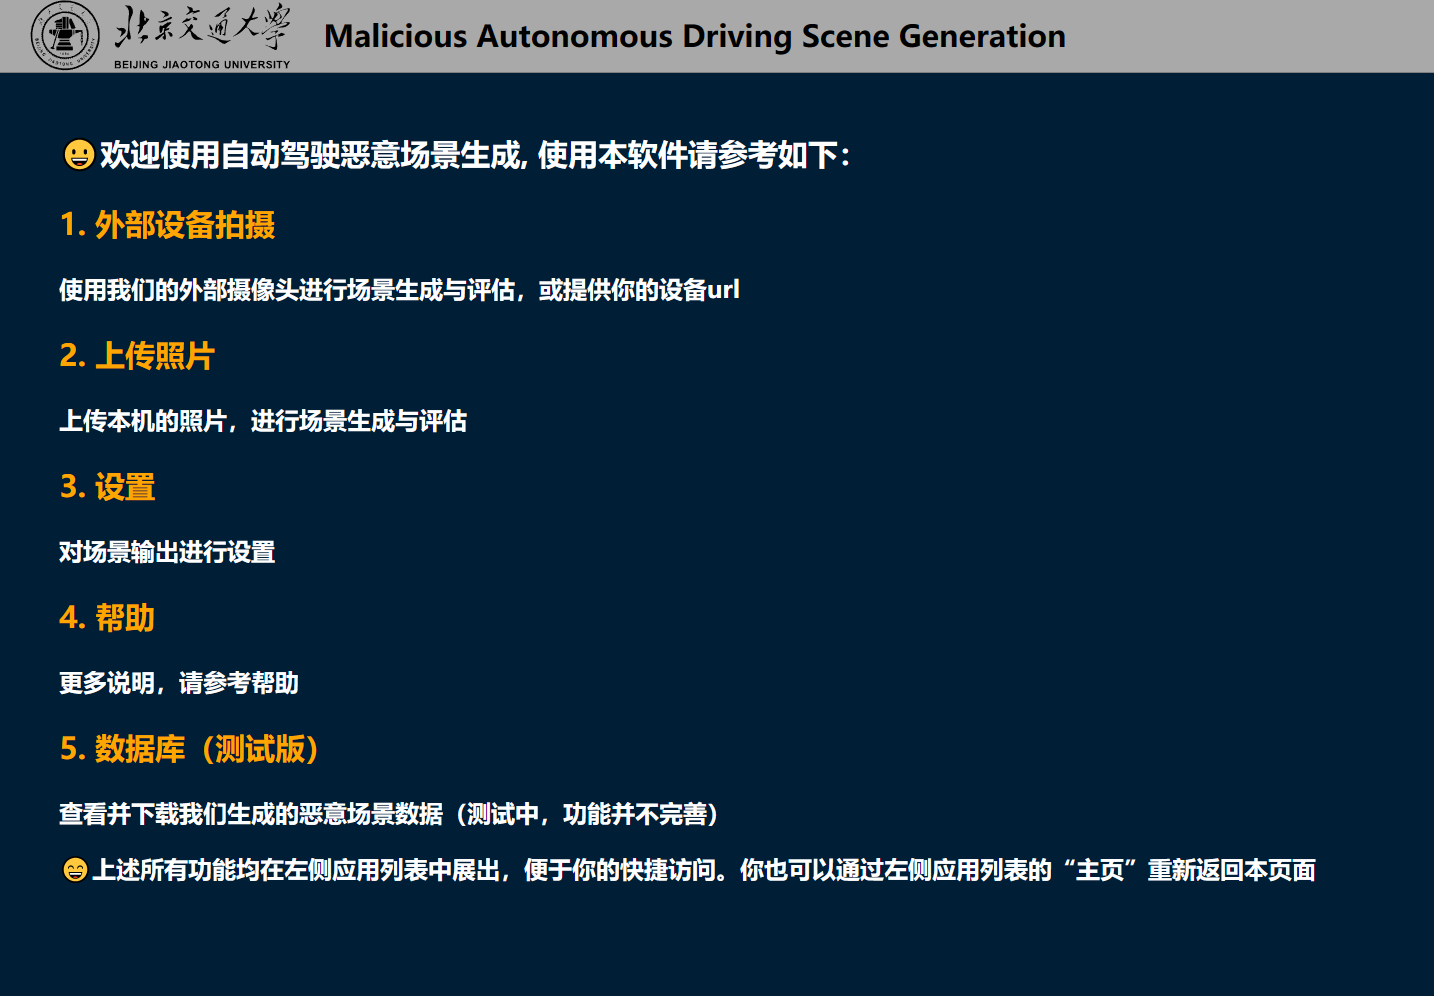 北京交通大学
BEIJING JIAOTONG UNIVERSITY
Malicious Autonomous Driving Scene Generation
😀欢迎使用自动驾驶恶意场景生成, 使用本软件请参考如下：
1. 外部设备拍摄
使用我们的外部摄像头进行场景生成与评估，或提供你的设备url
2. 上传照片
上传本机的照片，进行场景生成与评估
3. 设置
对场景输出进行设置
4. 帮助
更多说明，请参考帮助
5. 数据库（测试版）
查看并下载我们生成的恶意场景数据（测试中，功能并不完善）
😄上述所有功能均在左侧应用列表中展出，便于你的快捷访问。你也可以通过左侧应用列表的“主页”重新返回本页面